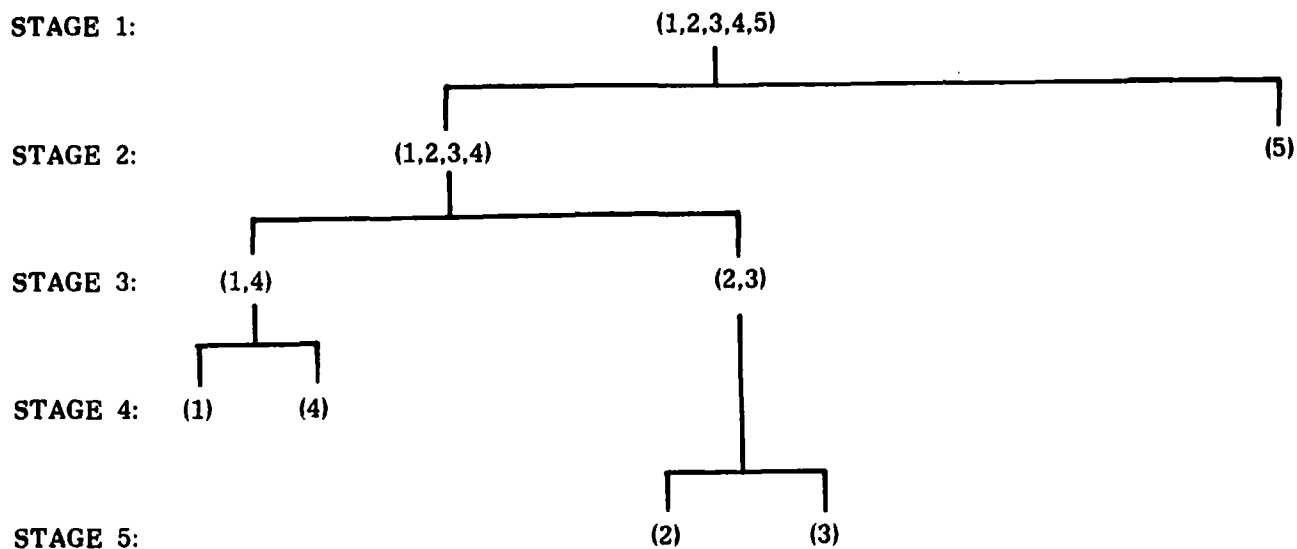 STAGE 1: (1,2,3,4,5)
STAGE 2: (1,2,3,4) (5)
STAGE 3: (1,4) (2,3)
STAGE 4: (1) (4)
STAGE 5: (2) (3)